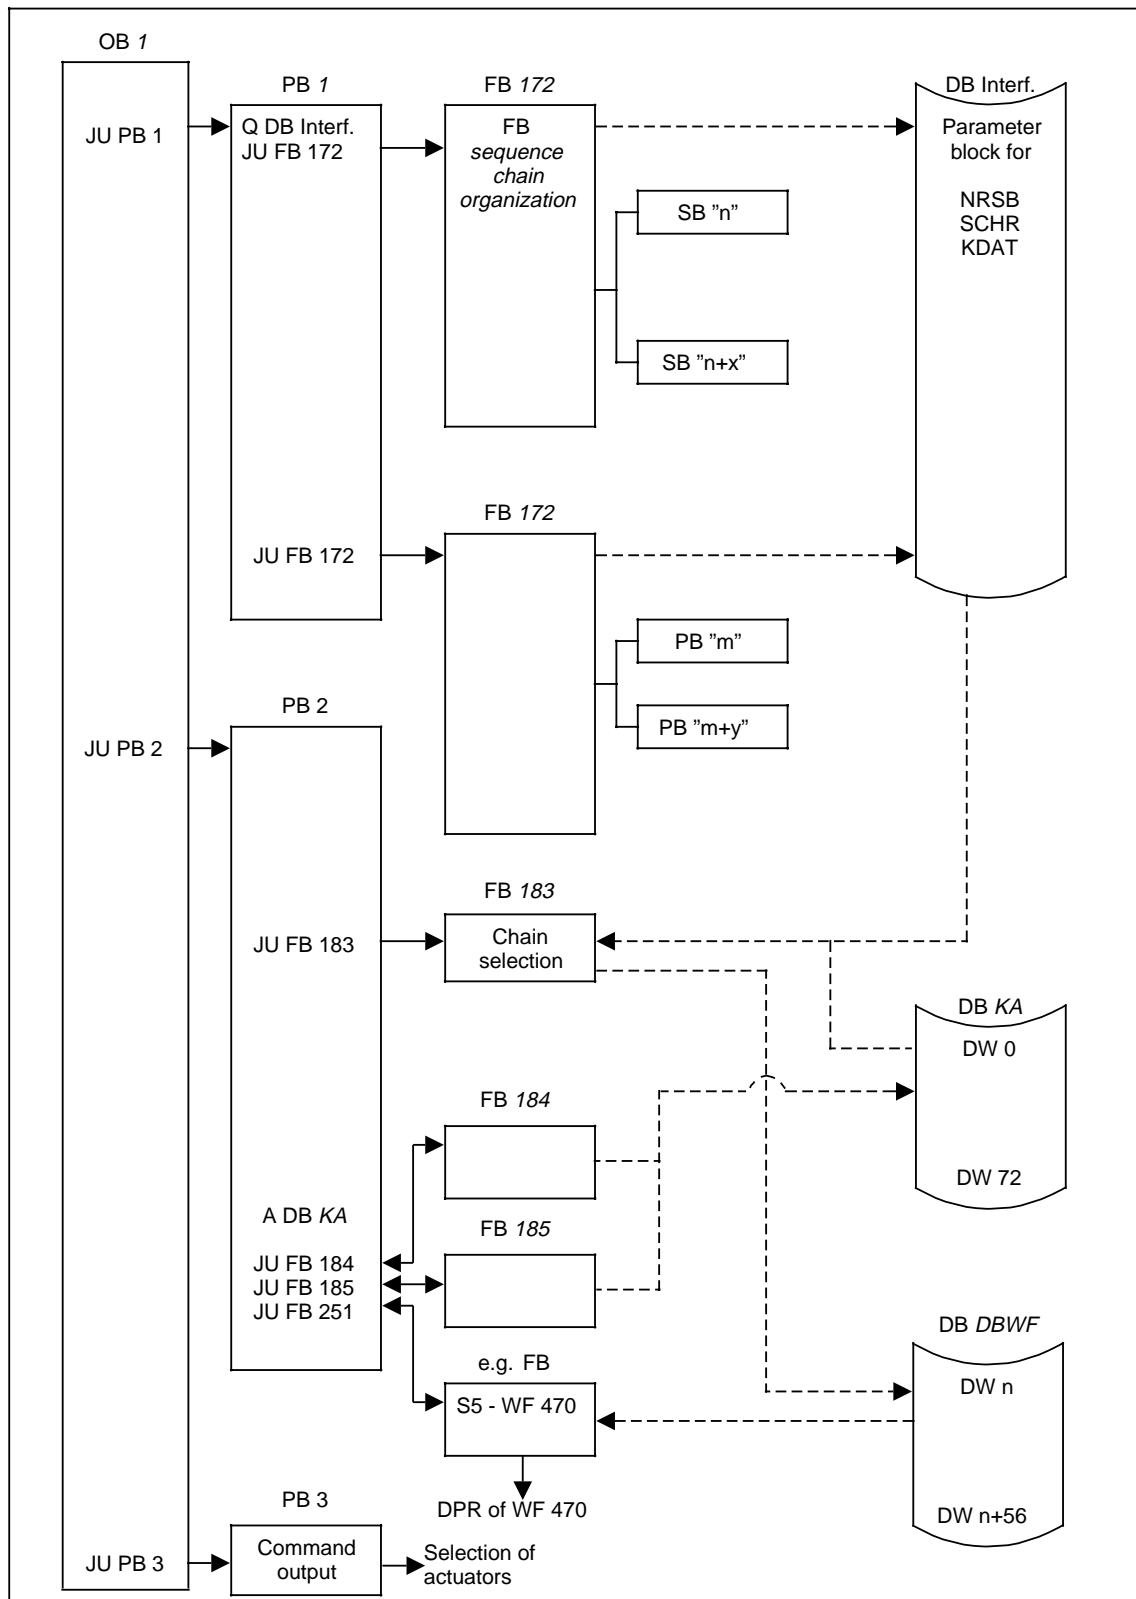 OB 1
JU PB 1
JU PB 2
JU PB 3
PB 1
Q DB Interf.
JU FB 172
JU FB 172
FB 172
FB
sequence
chain
organization
SB ”n”
SB ”n+x”
DB Interf.
Parameter
block for
NRSB
SCHR
KDAT
FB 172
PB ”m”
PB ”m+y”
PB 2
JU FB 183
A DB KA
JU FB 184
JU FB 185
JU FB 251
FB 183
Chain
selection
DB KA
DW 0
DW 72
FB 184
FB 185
e.g. FB
S5 - WF 470
DPR of WF 470
DB DBWF
DW n
DW n+56
PB 3
Command
output
Selection of
actuators